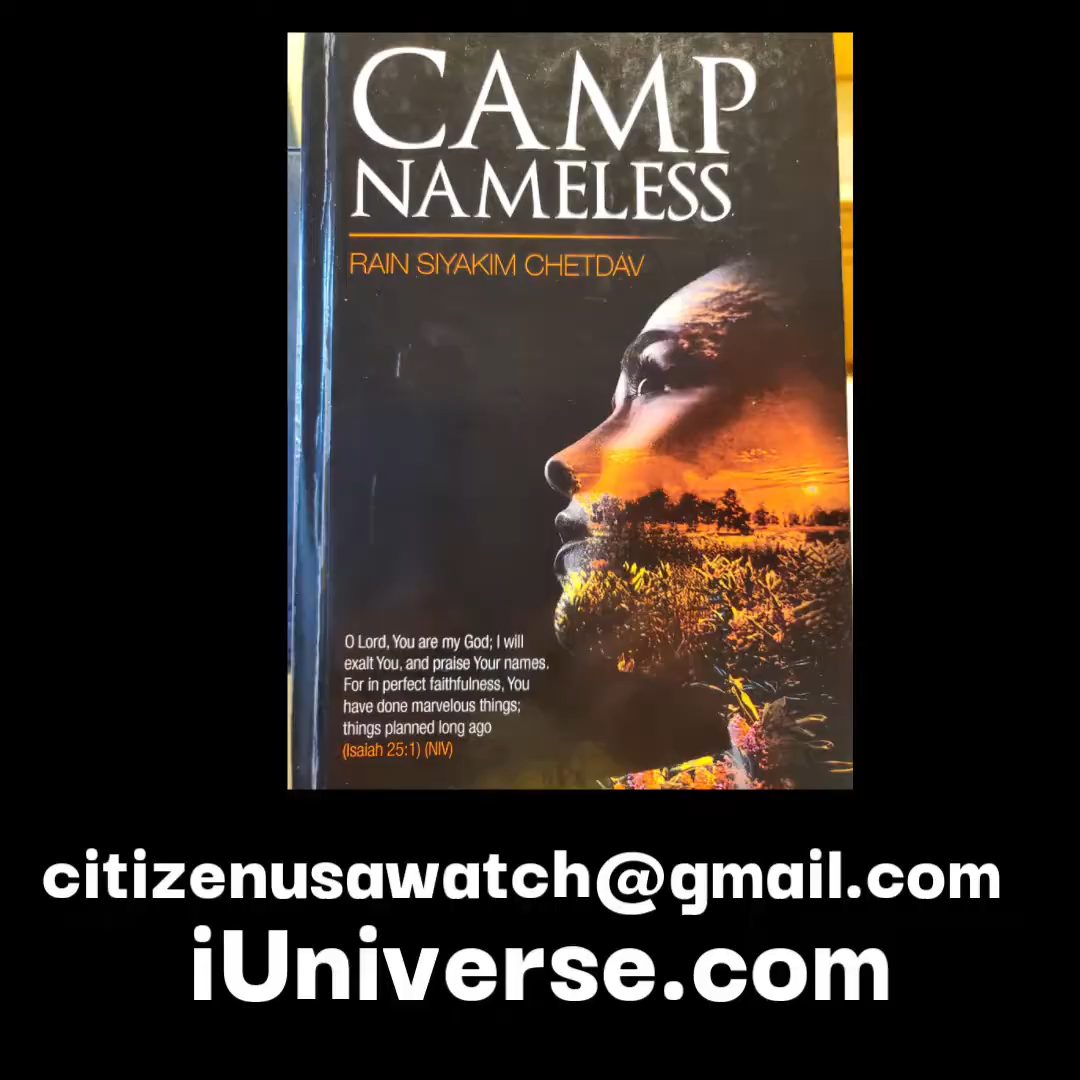 CAMP
NAMELESS
RAIN SIYAKIM CHETDAV
O Lord, You are my God; I will
exalt You, and praise Your names.
For in perfect faithfulness, You
have done marvelous things;
things planned long ago
(Isaiah 25:1) (NIV)
citizenusawatch@gmail.com
iUniverse.com